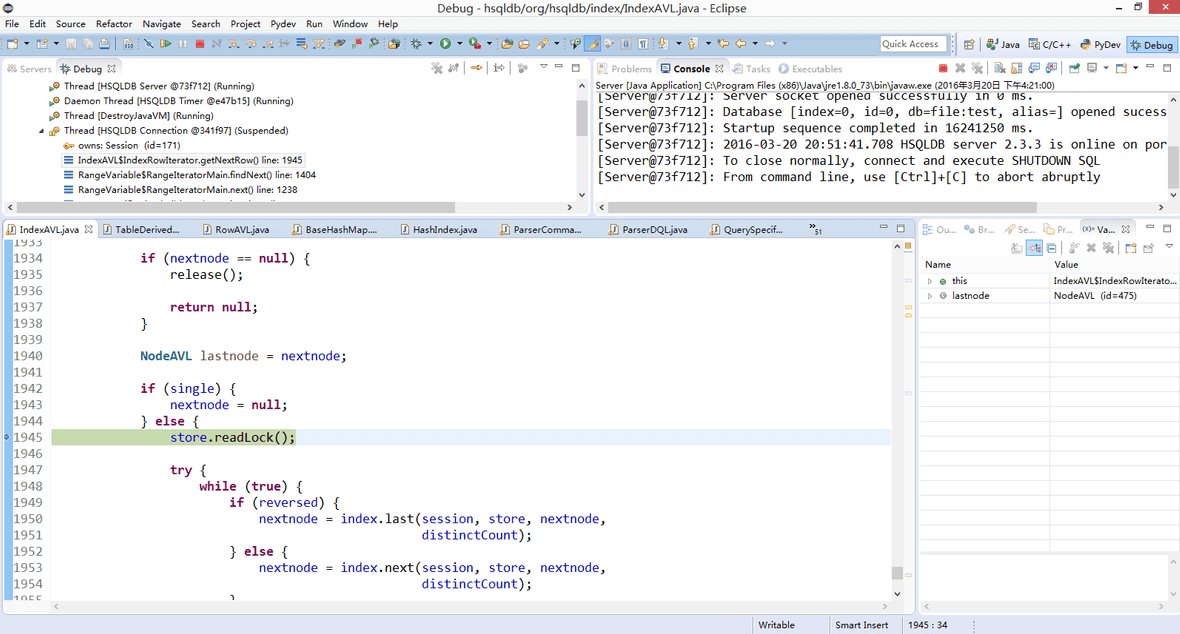 Debug - hsqldb/org/hsqldb/index/IndexAVL.java - Eclipse
File Edit Source Refactor Navigate Search Project Pydev Run Window Help
Quick Access
Java C/C++ PyDev Debug
Servers Debug
Thread [HSQLDB Server @73f712] (Running)
Daemon Thread [HSQLDB Timer @e47b15] (Running)
Thread [DestroyJavaVM] (Running)
Thread [HSQLDB Connection @341f97] (Suspended)
owns: Session (id=171)
IndexAVL$IndexRowIterator.getNextRow() line: 1945
RangeVariable$RangeIteratorMain.findNext() line: 1404
RangeVariable$RangeIteratorMain.next() line: 1238
Problems Console Tasks Executables
Server [Java Application] C:\Program Files (x86)\Java\jre1.8.0_73\bin\javaw.exe (2016年3月20日 下午4:21:00)
[Server@73f712]: Server socket opened successfully in 0 ms.
[Server@73f712]: Database [index=0, id=0, db=file:test, alias=] opened sucess
[Server@73f712]: Startup sequence completed in 16241250 ms.
[Server@73f712]: 2016-03-20 20:51:41.708 HSQLDB server 2.3.3 is online on por
[Server@73f712]: To close normally, connect and execute SHUTDOWN SQL
[Server@73f712]: From command line, use [Ctrl]+[C] to abort abruptly
IndexAVL.java TableDerived... RowAVL.java BaseHashMap.... HashIndex.java ParserComma... ParserDQL.java QuerySpecif... »51
1933
1934 if (nextnode == null) {
1935 release();
1936
1937 return null;
1938 }
1939
1940 NodeAVL lastnode = nextnode;
1941
1942 if (single) {
1943 nextnode = null;
1944 } else {
1945 store.readLock();
1946
1947 try {
1948 while (true) {
1949 if (reversed) {
1950 nextnode = index.last(session, store, nextnode,
1951 distinctCount);
1952 } else {
1953 nextnode = index.next(session, store, nextnode,
1954 distinctCount);
1955 }
Ou... Br... Se... Pr... (x)= Va...
Name Value
this IndexAVL$IndexRowIterato...
lastnode NodeAVL (id=475)
Writable Smart Insert 1945 : 34